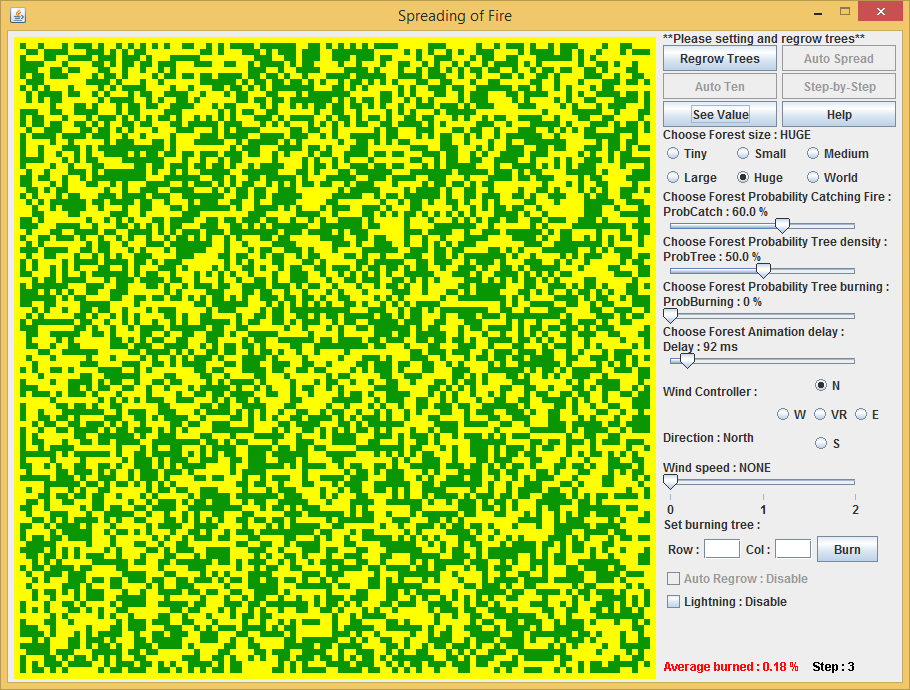 Spreading of Fire
**Please setting and regrow trees**
Regrow Trees Auto Spread
Auto Ten Step-by-Step
See Value Help
Choose Forest size : HUGE
Tiny Small Medium
Large Huge World
Choose Forest Probability Catching Fire :
ProbCatch : 60.0 %
Choose Forest Probability Tree density :
ProbTree : 50.0 %
Choose Forest Probability Tree burning :
ProbBurning : 0 %
Choose Forest Animation delay :
Delay : 92 ms
N
Wind Controller :
W VR E
Direction : North
S
Wind speed : NONE
0 1 2
Set burning tree :
Row : Col : Burn
Auto Regrow : Disable
Lightning : Disable
Average burned : 0.18 % Step : 3